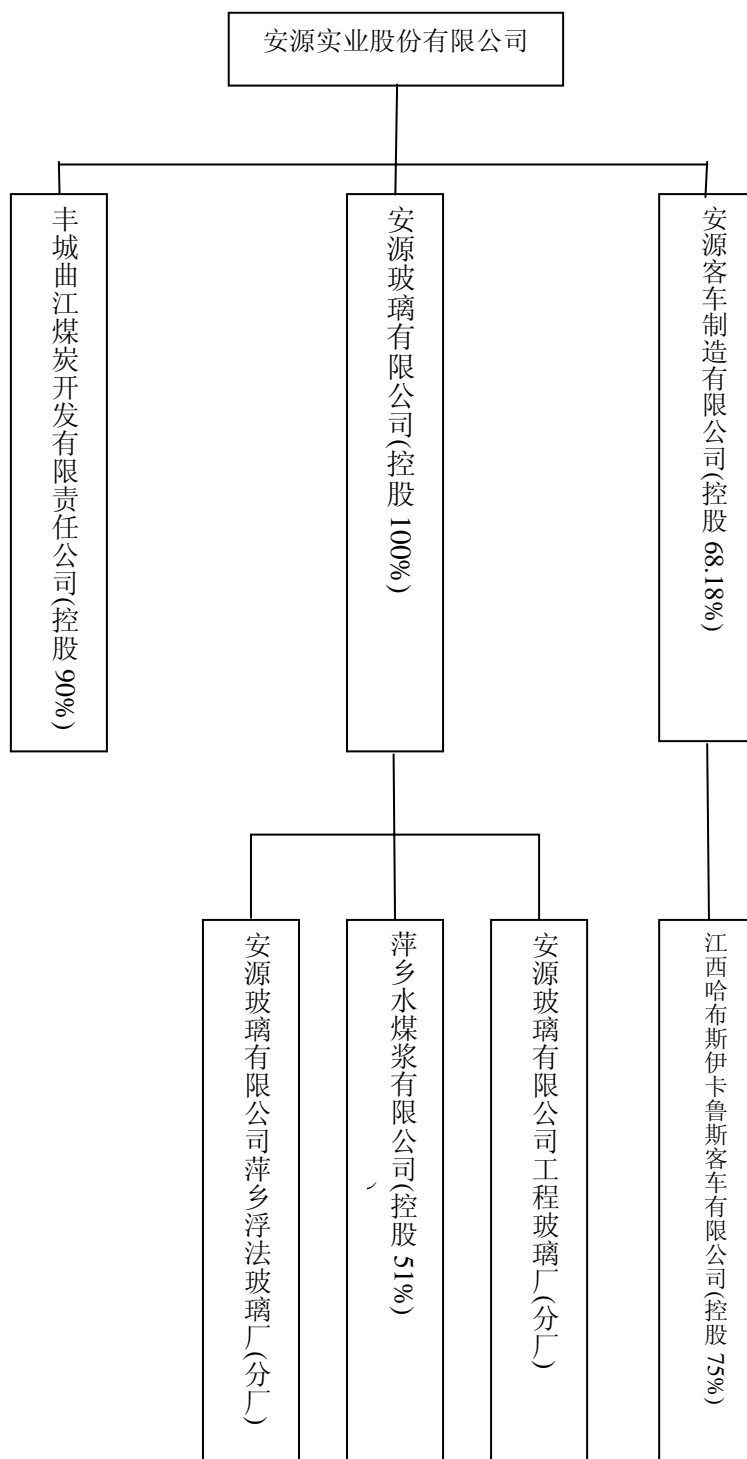 安源实业股份有限公司
丰城曲江煤炭开发有限责任公司(控股 90%)
安源玻璃有限公司(控股 100%)
安源客车制造有限公司(控股 68.18%)
安源玻璃有限公司萍乡浮法玻璃厂(分厂)
萍乡水煤浆有限公司(控股 51%)
安源玻璃有限公司工程玻璃厂(分厂)
江西哈布斯伊卡鲁斯客车有限公司(控股 75%)